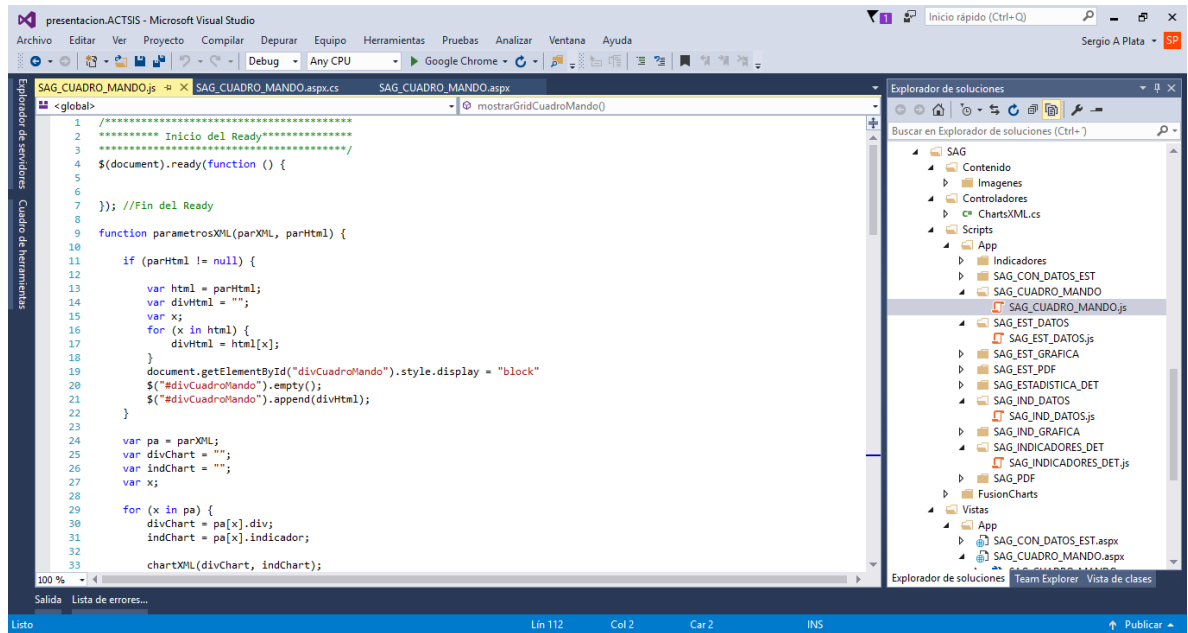 presentacion.ACTSIS - Microsoft Visual Studio
1
Inicio rápido (Ctrl+Q)
Archivo Editar Ver Proyecto Compilar Depurar Equipo Herramientas Pruebas Analizar Ventana Ayuda
Sergio A Plata SP
Debug Any CPU Google Chrome
Explorador de servidores
Cuadro de herramientas
SAG_CUADRO_MANDO.js SAG_CUADRO_MANDO.aspx.cs SAG_CUADRO_MANDO.aspx
<global> mostrarGridCuadroMando()
1 /*****************************************
2 ********** Inicio del Ready***************
3 *****************************************/
4 $(document).ready(function () {
5
6
7 }); //Fin del Ready
8
9 function parametrosXML(parXML, parHtml) {
10
11 if (parHtml != null) {
12
13 var html = parHtml;
14 var divHtml = "";
15 var x;
16 for (x in html) {
17 divHtml = html[x];
18 }
19 document.getElementById("divCuadroMando").style.display = "block"
20 $("#divCuadroMando").empty();
21 $("#divCuadroMando").append(divHtml);
22 }
23
24 var pa = parXML;
25 var divChart = "";
26 var indChart = "";
27 var x;
28
29 for (x in pa) {
30 divChart = pa[x].div;
31 indChart = pa[x].indicador;
32
33 chartXML(divChart, indChart);
100 %
Explorador de soluciones
Buscar en Explorador de soluciones (Ctrl+´)
SAG
Contenido
Imagenes
Controladores
C# ChartsXML.cs
Scripts
App
Indicadores
SAG_CON_DATOS_EST
SAG_CUADRO_MANDO
SAG_CUADRO_MANDO.js
SAG_EST_DATOS
SAG_EST_DATOS.js
SAG_EST_GRAFICA
SAG_EST_PDF
SAG_ESTADISTICA_DET
SAG_IND_DATOS
SAG_IND_DATOS.js
SAG_IND_GRAFICA
SAG_INDICADORES_DET
SAG_INDICADORES_DET.js
SAG_PDF
FusionCharts
Vistas
App
SAG_CON_DATOS_EST.aspx
SAG_CUADRO_MANDO.aspx
Explorador de soluciones Team Explorer Vista de clases
Salida Lista de errores...
Listo Lín 112 Col 2 Car 2 INS Publicar